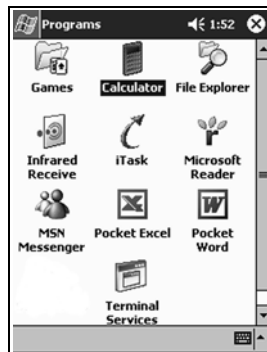 Programs 1:52
Games Calculator File Explorer
Infrared Receive iTask Microsoft Reader
MSN Messenger Pocket Excel Pocket Word
Terminal Services